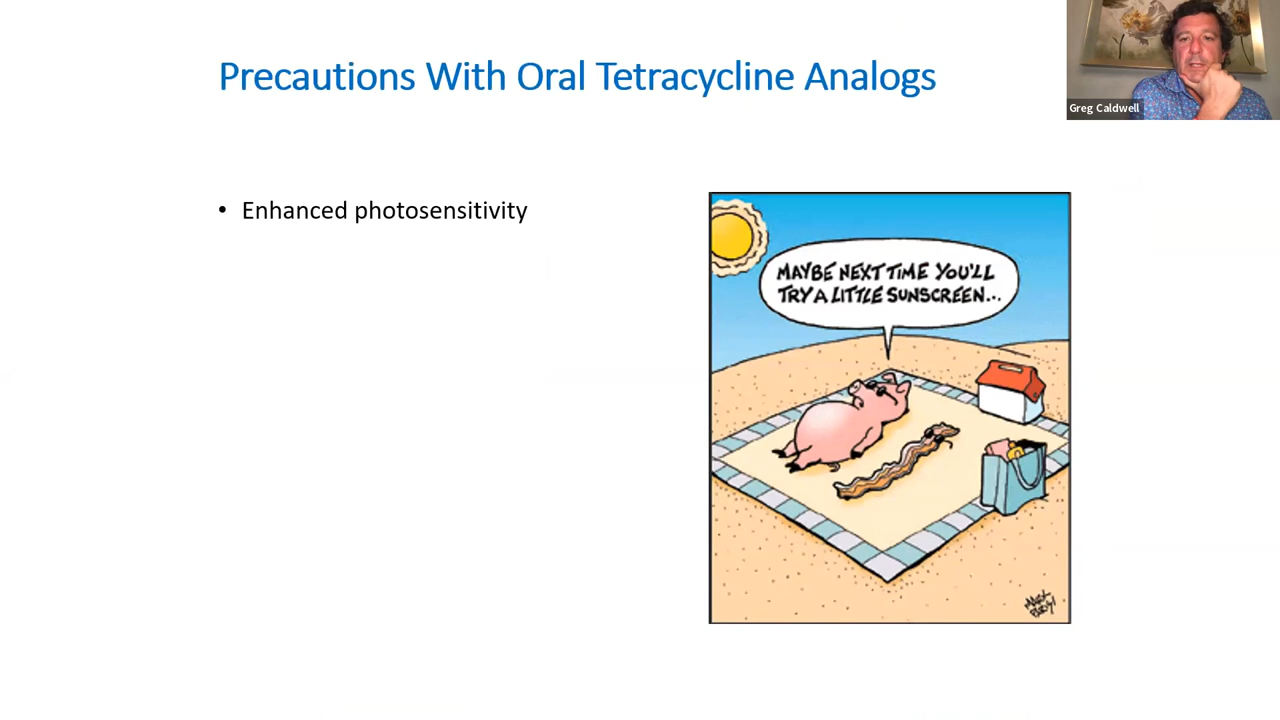 Precautions With Oral Tetracycline Analogs
Greg Caldwell
• Enhanced photosensitivity
MAYBE NEXT TIME YOU'LL
TRY A LITTLE SUNSCREEN...